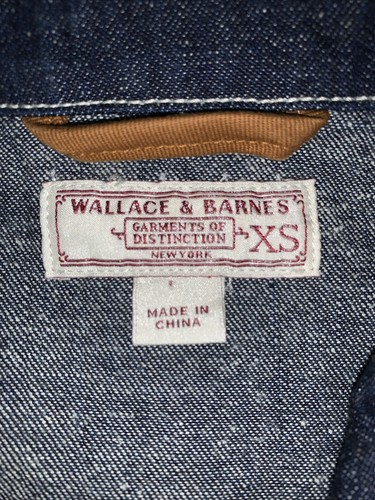 WALLACE & BARNES
GARMENTS OF
DISTINCTION
XS
NEW YORK
MADE IN
CHINA